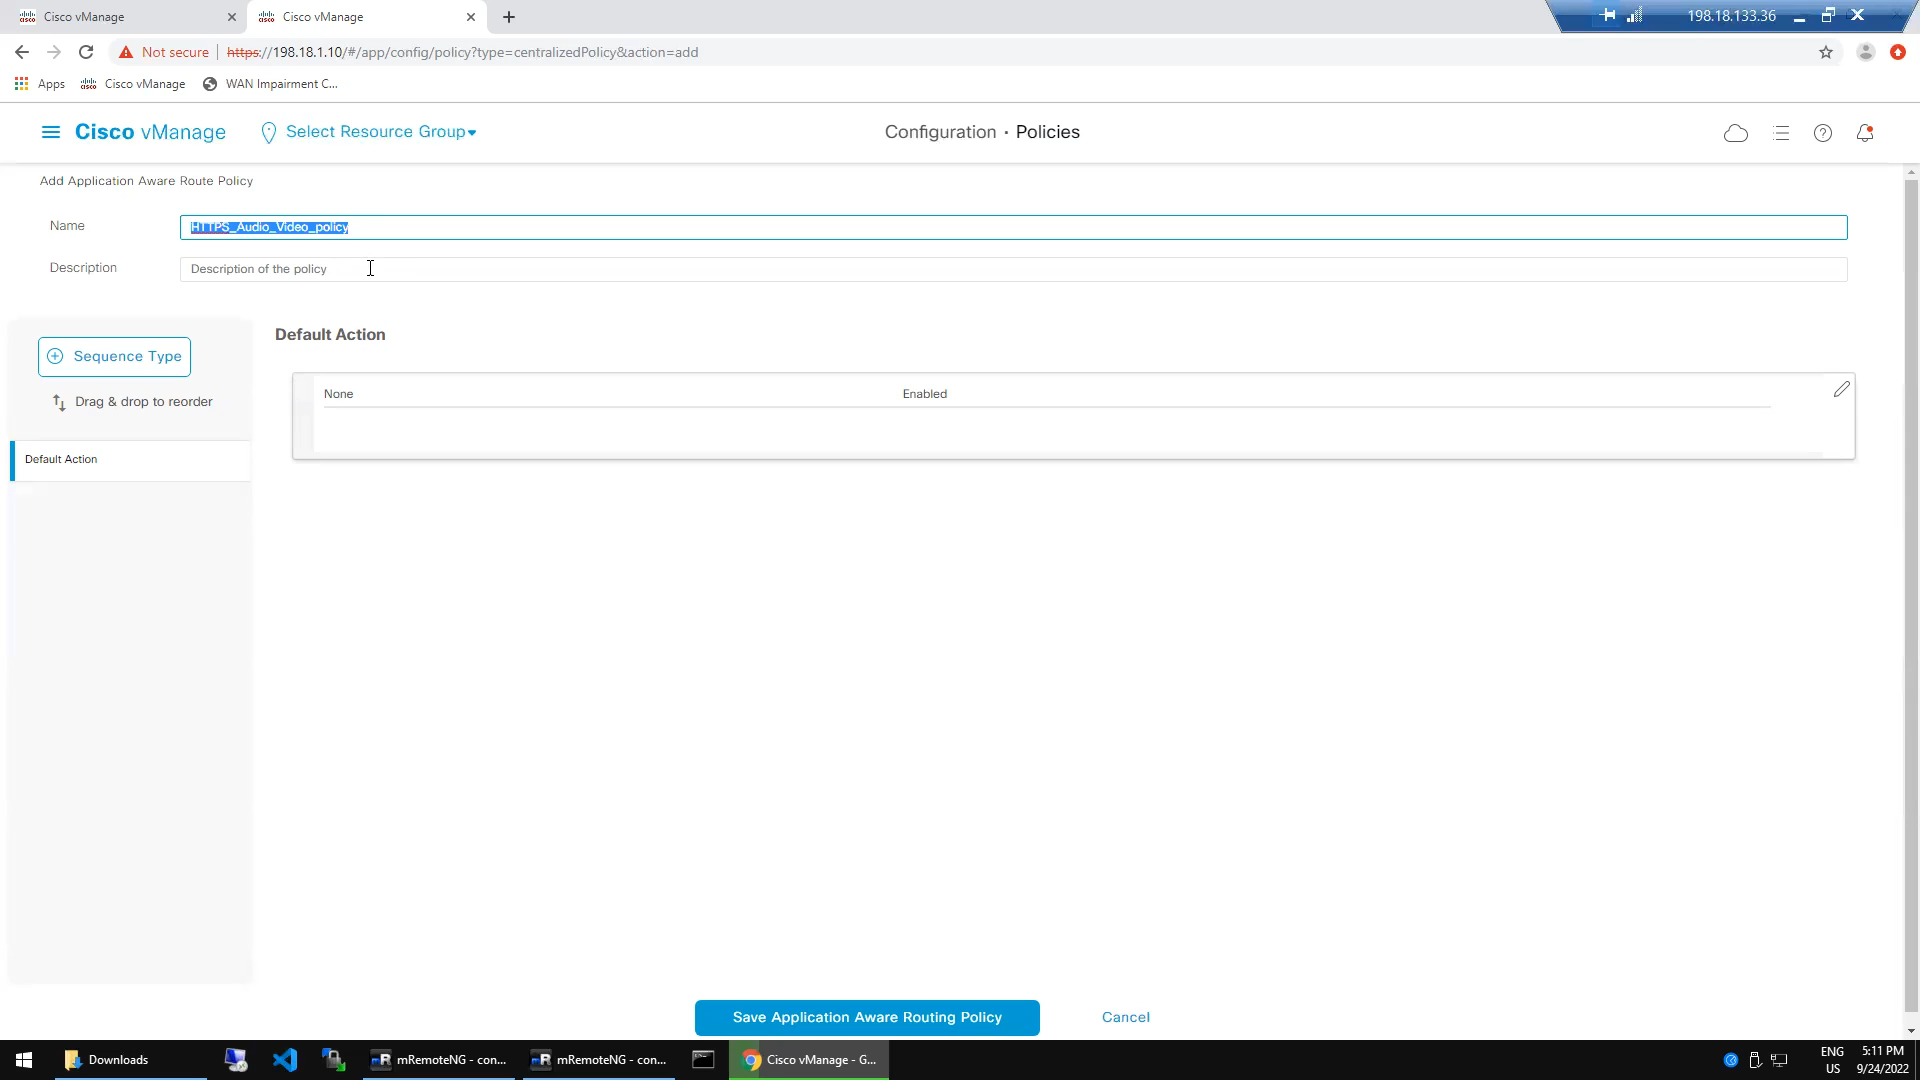 Cisco vManage
Cisco vManage
198.18.133.36
Not secure
https://198.18.1.10/#/app/config/policy?type=centralizedPolicy&action=add
Apps
Cisco vManage
WAN Impairment C...
Cisco vManage
Select Resource Group
Configuration · Policies
Add Application Aware Route Policy
Name
HTTPS_Audio_Video_policy
Description
Description of the policy
Sequence Type
Drag & drop to reorder
Default Action
Default Action
None
Enabled
Save Application Aware Routing Policy
Cancel
Downloads
mRemoteNG - con...
mRemoteNG - con...
Cisco vManage - G...
ENG
US
5:11 PM
9/24/2022